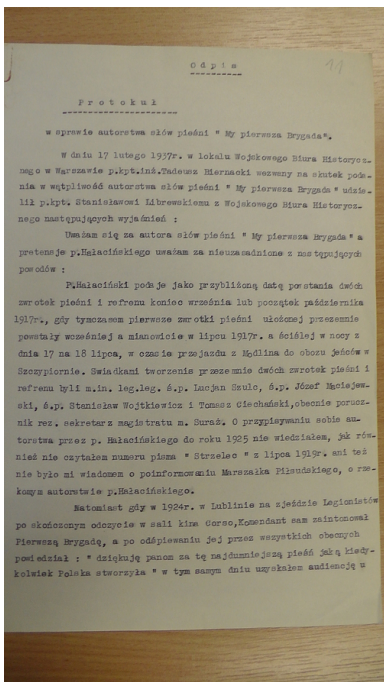 O d p i s
11
P r o t o k u ł
w sprawie autorstwa słów pieśni " My pierwsza Brygada".
W dniu 17 lutego 1937r. w lokalu Wojskowego Biura Historycz-
nego w Warszawie p.kpt.inż.Tadeusz Biernacki wezwany na skutek poda-
nia w wątpliwość autorstwa słów pieśni " My pierwsza Brygada" udzie-
lił p.kpt. Stanisławowi Librewskiemu z Wojskowego Biura Historycz-
nego następujących wyjaśnień :
Uważam się za autora słów pieśni " My pierwsza Brygada" a
pretensje p.Hałacińskiego uważam za nieuzasadnione z następujących
powodów :
P.Hałaciński podaje jako przybliżoną datę powstania dwóch
zwrotek pieśni i refrenu koniec września lub początek października
1917r., gdy tymczasem pierwsze zwrotki pieśni ułożonej przezemnie
powstały wcześniej a mianowicie w lipcu 1917r. a ściślej w nocy z
dnia 17 na 18 lipca, w czasie przejazdu z Modlina do obozu jeńców w
Szczypiornie. Świadkami tworzenia przezemnie dwóch zwrotek pieśni i
refrenu byli m.in. leg.leg. ś.p. Lucjan Szulc, ś.p. Józef Maciejew-
ski, ś.p. Stanisław Wojtkiewicz i Tomasz Ciechański,obecnie porucz-
nik rez. sekretarz magistratu m. Suraż. O przypisywaniu sobie au-
torstwa przez p. Hałacińskiego do roku 1925 nie wiedziałem, jak rów-
nież nie czytałem numeru pisma " Strzelec " z lipca 1919r. ani też
nie było mi wiadomem o poinformowaniu Marszałka Piłsudskiego, o rze-
komym autorstwie p.Hałacińskiego.
Natomiast gdy w 1924r. w Lublinie na zjeździe Legionistów
po skończonym odczycie w sali kina Corso,Komendant sam zaintonował
Pierwszą Brygadę, a po odśpiewaniu jej przez wszystkich obecnych
powiedział : " dziękuję panom za tę najdumniejszą pieśń jaką kiedy-
kolwiek Polska stworzyła " w tym samym dniu uzyskałem audiencję u